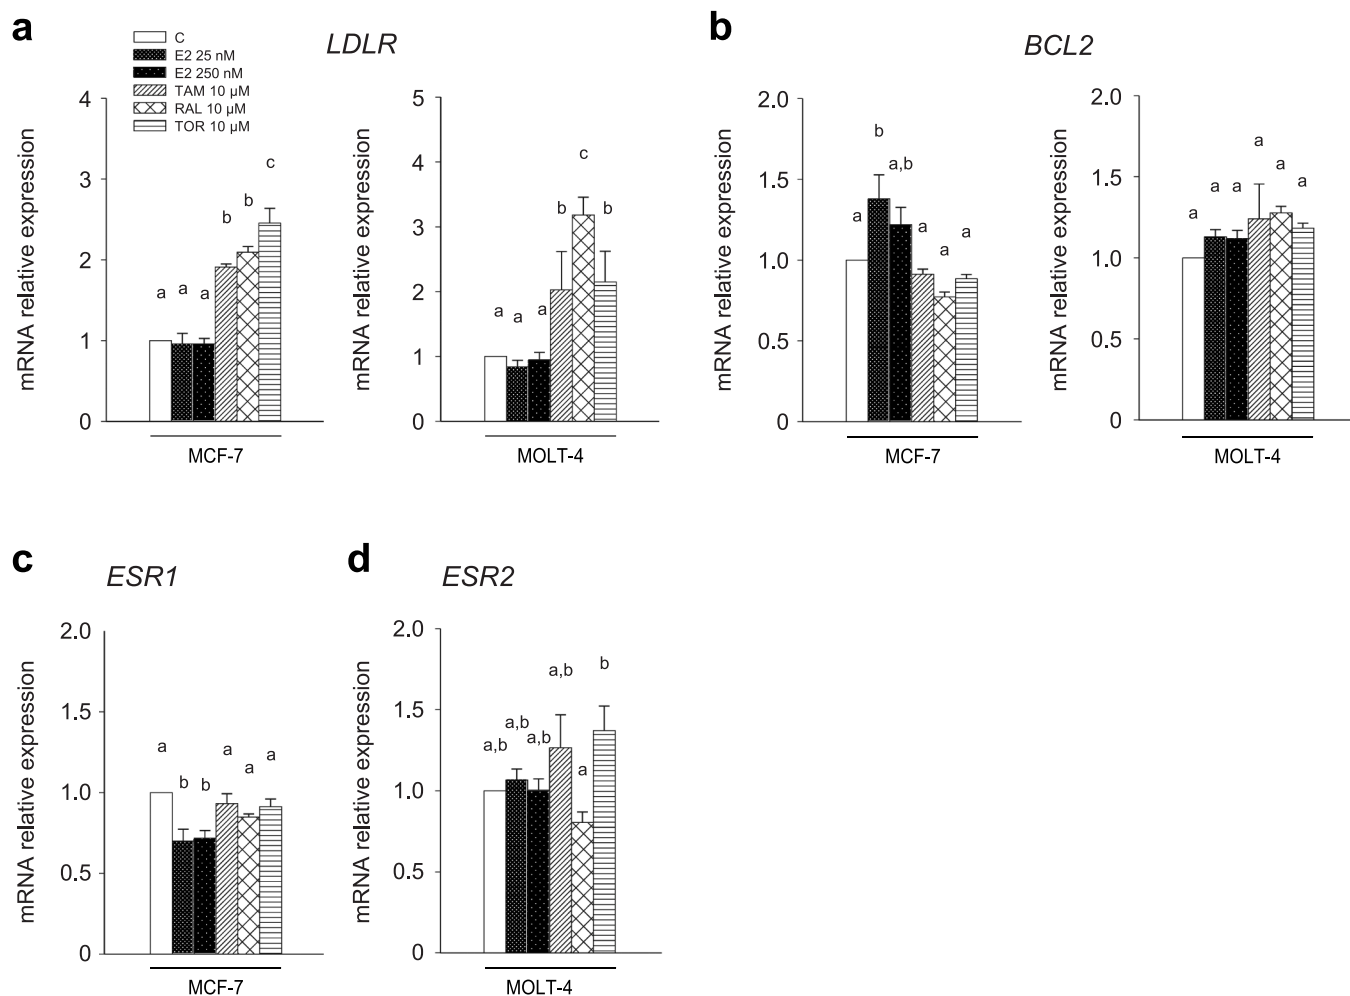 a
LDLR
C
E2 25 nM
E2 250 nM
TAM 10 µM
RAL 10 µM
TOR 10 µM
mRNA relative expression
4
3
2
1
0
a
a
a
b
b
c
MCF-7
mRNA relative expression
5
4
3
2
1
0
a
a
a
b
c
b
MOLT-4
b
BCL2
mRNA relative expression
2.0
1.5
1.0
0.5
0
a
b
a,b
a
a
a
MCF-7
mRNA relative expression
2.0
1.5
1.0
0.5
0
a
a
a
a
a
a
MOLT-4
c
ESR1
mRNA relative expression
2.0
1.5
1.0
0.5
0
a
b
b
a
a
a
MCF-7
d
ESR2
mRNA relative expression
2.0
1.5
1.0
0.5
0
a,b
a,b
a,b
a,b
a
b
MOLT-4